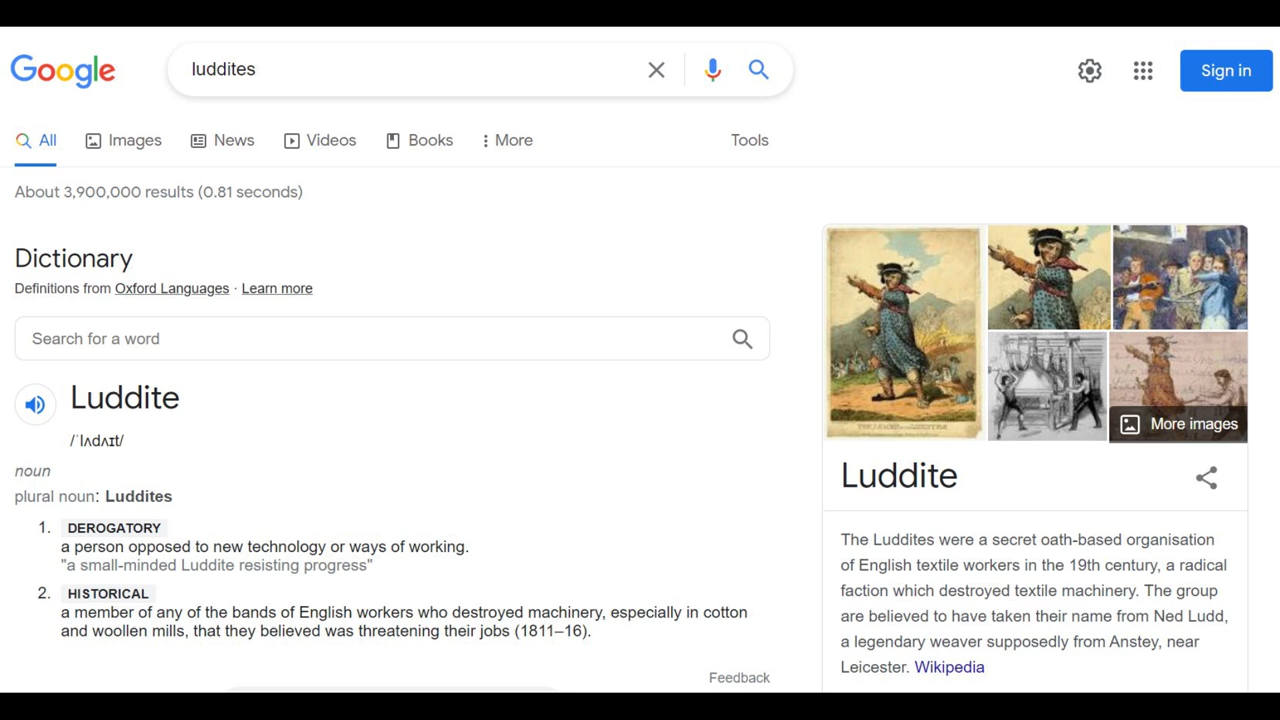 Google
luddites
Sign in
All
Images
News
Videos
Books
More
Tools
About 3,900,000 results (0.81 seconds)
Dictionary
Definitions from Oxford Languages · Learn more
Search for a word
Luddite
/ˈlʌdʌɪt/
noun
plural noun: Luddites
1. DEROGATORY
a person opposed to new technology or ways of working.
"a small-minded Luddite resisting progress"
2. HISTORICAL
a member of any of the bands of English workers who destroyed machinery, especially in cotton
and woollen mills, that they believed was threatening their jobs (1811–16).
Feedback
More images
Luddite
The Luddites were a secret oath-based organisation
of English textile workers in the 19th century, a radical
faction which destroyed textile machinery. The group
are believed to have taken their name from Ned Ludd,
a legendary weaver supposedly from Anstey, near
Leicester. Wikipedia